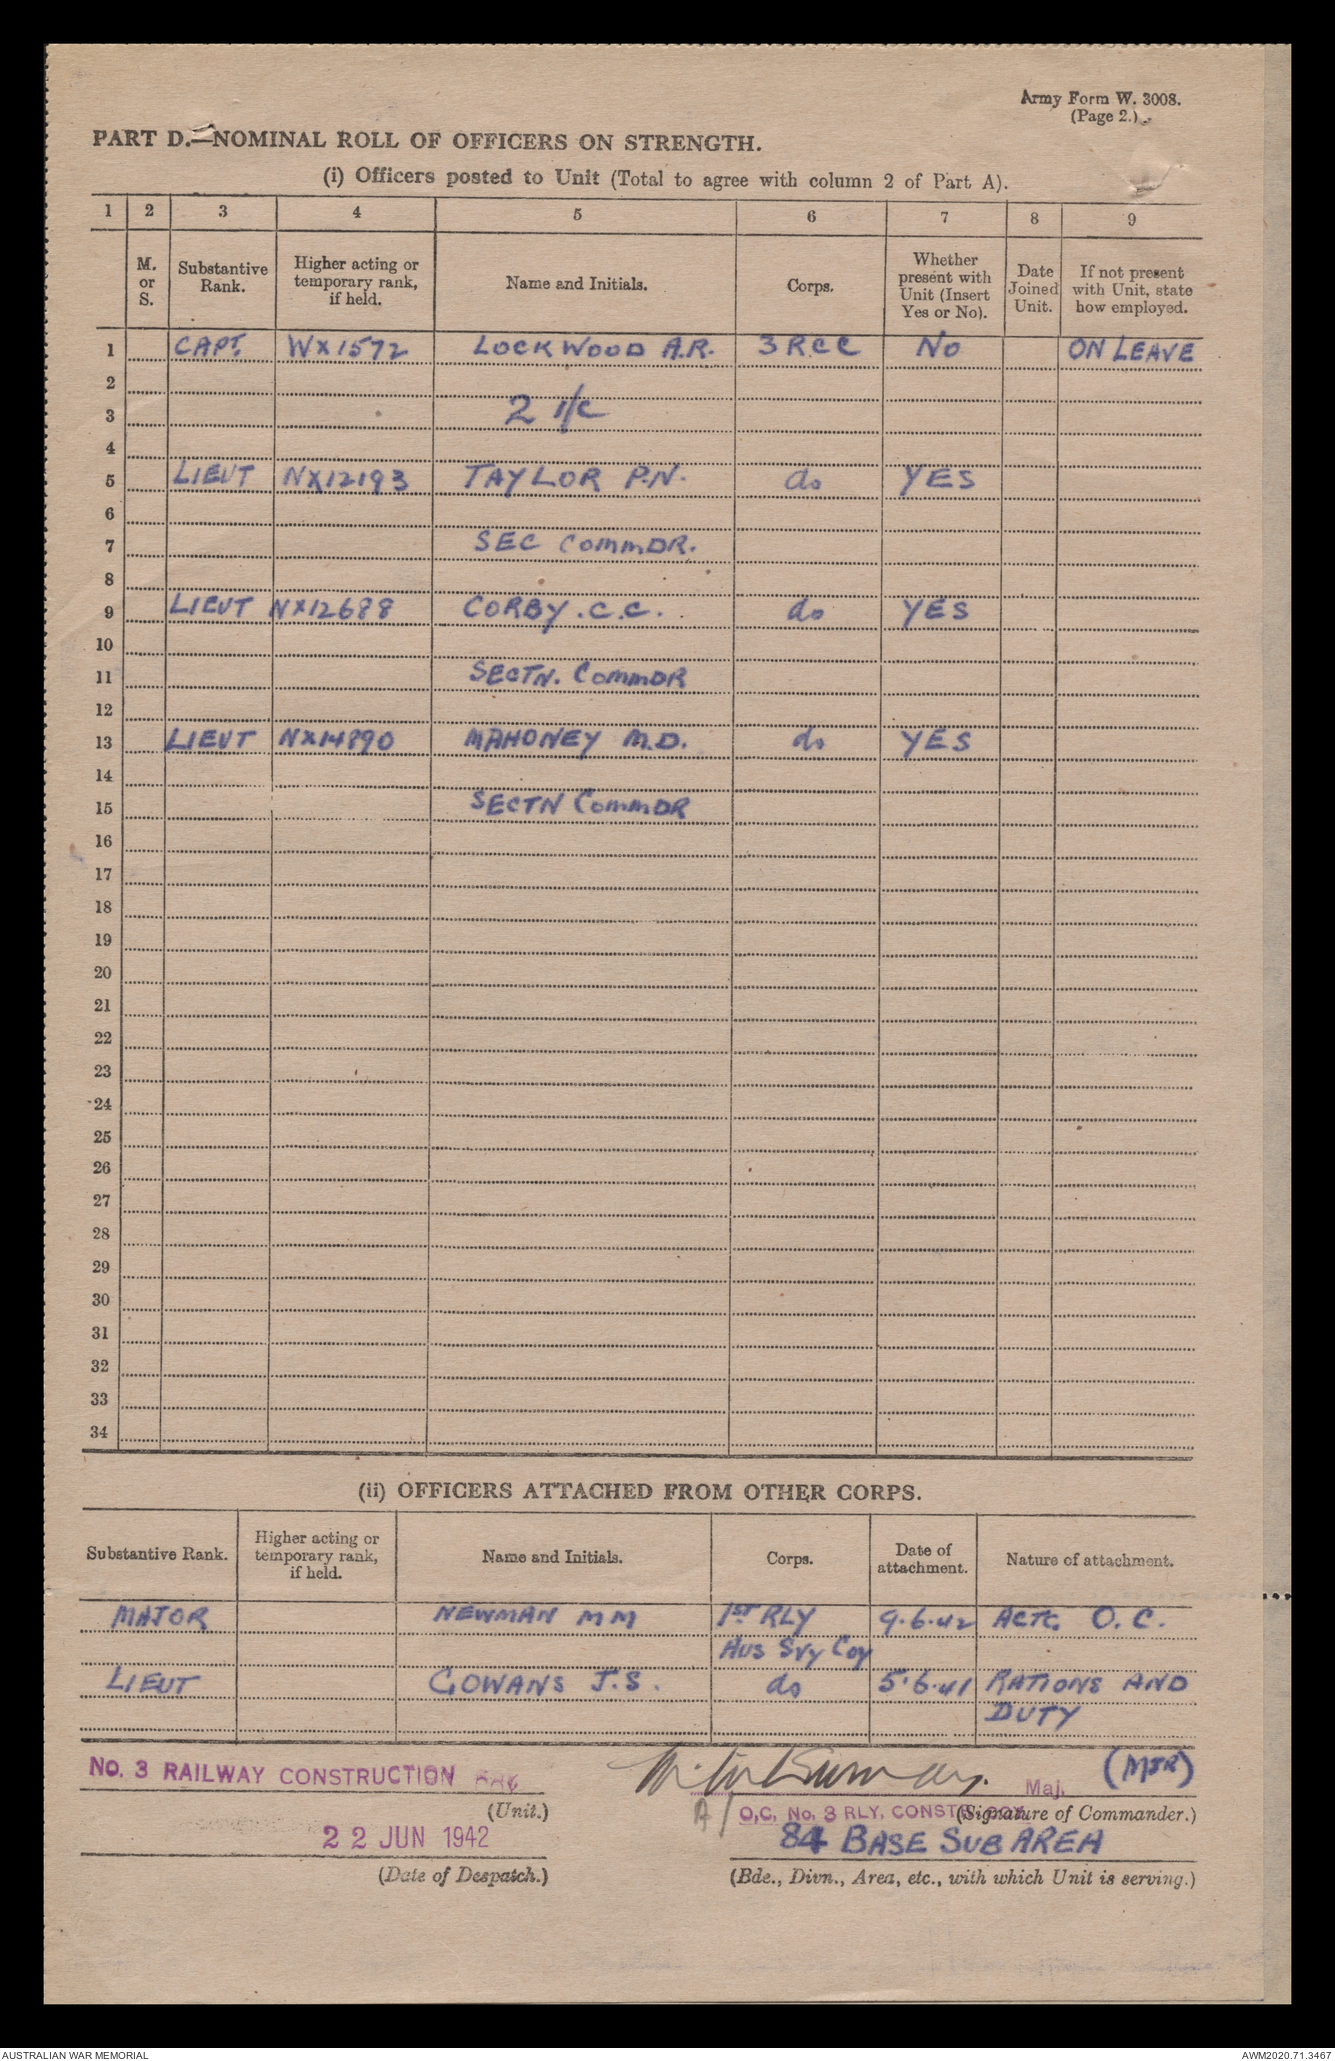 Army Form W. 3008.
(Page 2.)
PART D.—NOMINAL ROLL OF OFFICERS ON STRENGTH.
(i) Officers posted to Unit (Total to agree with column 2 of Part A).
1 2 3 4 5 6 7 8 9
M. or S. Substantive Rank. Higher acting or temporary rank, if held. Name and Initials. Corps. Whether present with Unit (Insert Yes or No). Date Joined Unit. If not present with Unit, state how employed.
1 CAPT. WX1572 LOCKWOOD A.R. 3 RCC NO ON LEAVE
2
3 2 i/c
4
5 LIEUT NX12193 TAYLOR P.N. do YES
6
7 SEC COMMDR.
8
9 LIEUT NX12688 CORBY .C.C. do YES
10
11 SECTN. COMMDR
12
13 LIEUT NX14890 MAHONEY M.D. do YES
14
15 SECTN COMMDR
16
17
18
19
20
21
22
23
24
25
26
27
28
29
30
31
32
33
34
(ii) OFFICERS ATTACHED FROM OTHER CORPS.
Substantive Rank. Higher acting or temporary rank, if held. Name and Initials. Corps. Date of attachment. Nature of attachment.
MAJOR NEWMAN M M 1ST RLY 9.6.42 ACTG. O.C.
Aus Svy Coy
LIEUT GOWANS J.S. do 5.6.41 RATIONS AND
DUTY
No. 3 RAILWAY CONSTRUCTION Maj. (MJR)
(Unit.) A/ O.C. No. 3 RLY, CONSTR. COY. (Signature of Commander.)
22 JUN 1942 84 BASE SUB AREA
(Date of Despatch.) (Bde., Divn., Area, etc., with which Unit is serving.)
AUSTRALIAN WAR MEMORIAL AWM2020.71.3467